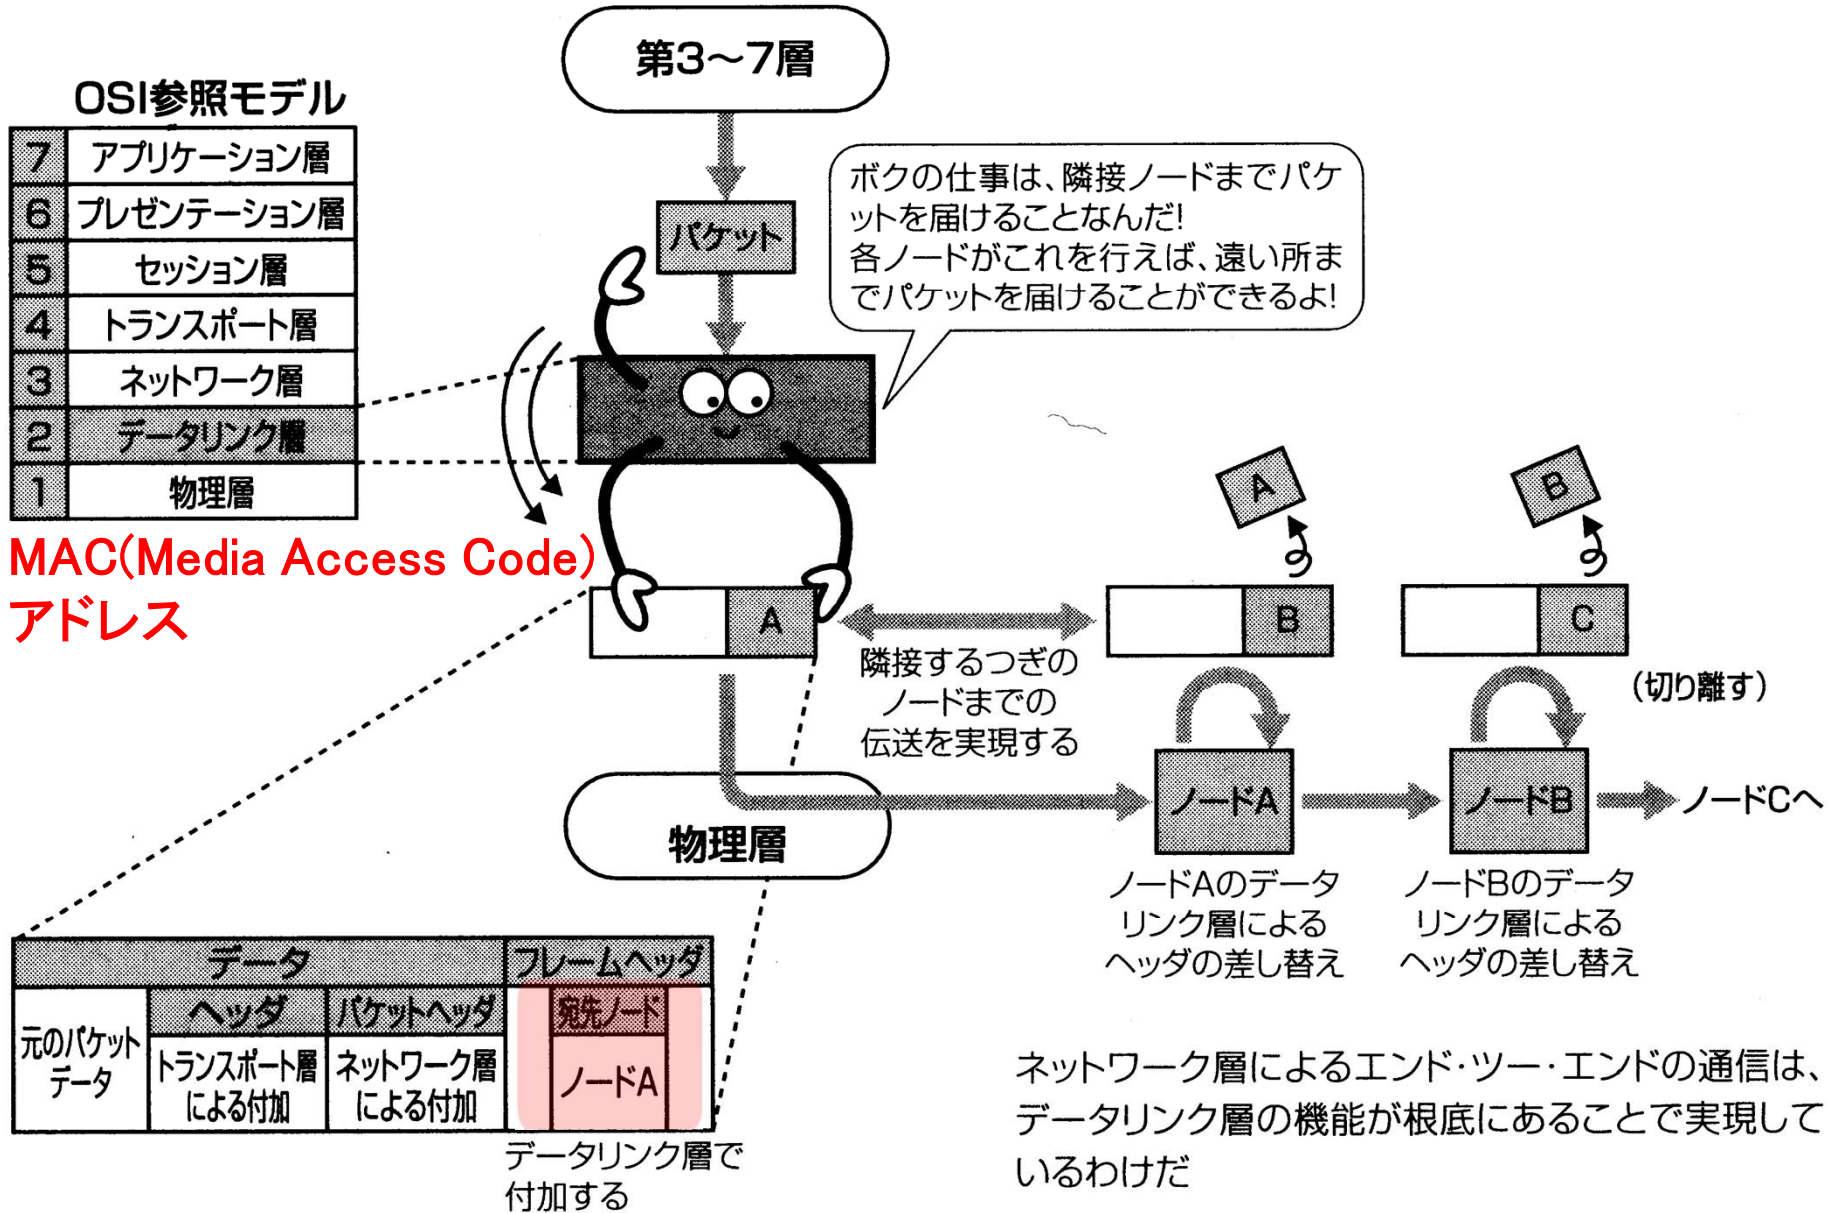 第3〜7層
OSI参照モデル
7 アプリケーション層
6 プレゼンテーション層
5 セッション層
4 トランスポート層
3 ネットワーク層
2 データリンク層
1 物理層
パケット
ボクの仕事は、隣接ノードまでパケ
ットを届けることなんだ!
各ノードがこれを行えば、遠い所ま
でパケットを届けることができるよ!
MAC(Media Access Code)
アドレス
A
隣接するつぎの
ノードまでの
伝送を実現する
A
B
B
C
(切り離す)
物理層
ノードA
ノードB
ノードCへ
ノードAのデータ
リンク層による
ヘッダの差し替え
ノードBのデータ
リンク層による
ヘッダの差し替え
データ
フレームヘッダ
元のパケット
データ
ヘッダ
トランスポート層
による付加
パケットヘッダ
ネットワーク層
による付加
宛先ノード
ノードA
データリンク層で
付加する
ネットワーク層によるエンド・ツー・エンドの通信は、
データリンク層の機能が根底にあることで実現して
いるわけだ